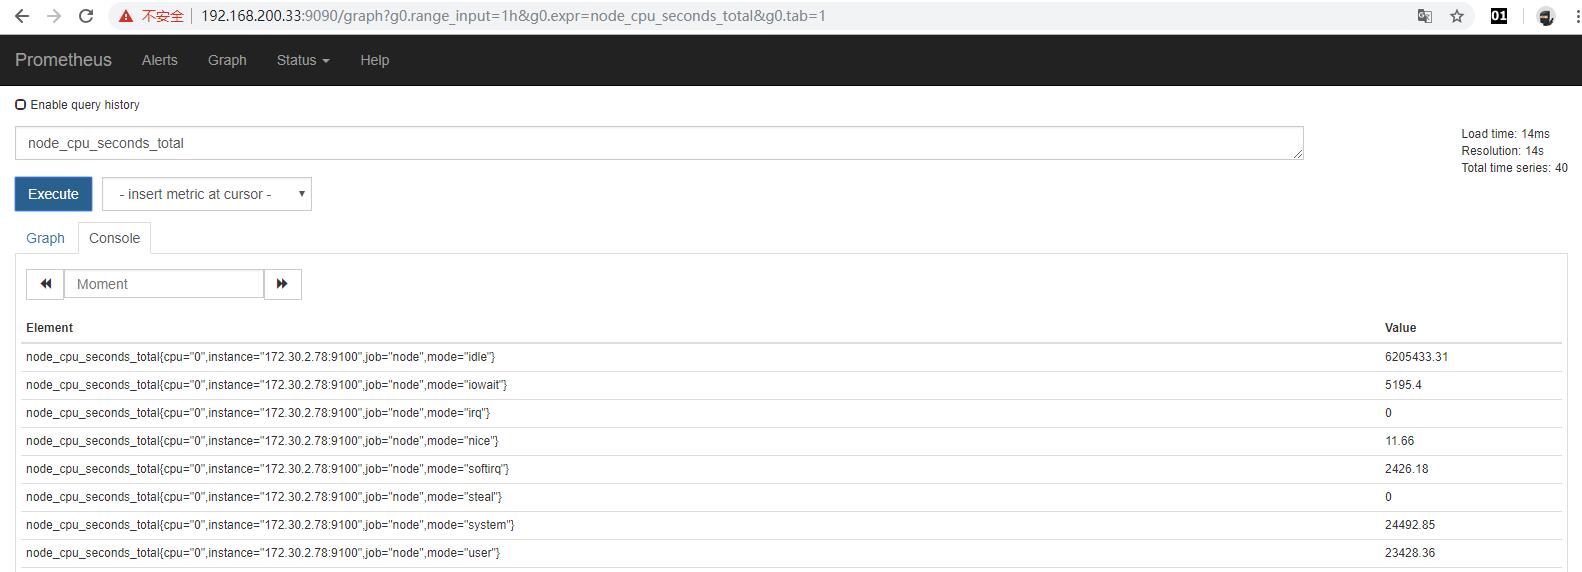 不安全 192.168.200.33:9090/graph?g0.range_input=1h&g0.expr=node_cpu_seconds_total&g0.tab=1 01
Prometheus Alerts Graph Status Help
Enable query history
node_cpu_seconds_total
Load time: 14ms
Resolution: 14s
Total time series: 40
Execute - insert metric at cursor -
Graph Console
Moment
Element Value
node_cpu_seconds_total{cpu="0",instance="172.30.2.78:9100",job="node",mode="idle"} 6205433.31
node_cpu_seconds_total{cpu="0",instance="172.30.2.78:9100",job="node",mode="iowait"} 5195.4
node_cpu_seconds_total{cpu="0",instance="172.30.2.78:9100",job="node",mode="irq"} 0
node_cpu_seconds_total{cpu="0",instance="172.30.2.78:9100",job="node",mode="nice"} 11.66
node_cpu_seconds_total{cpu="0",instance="172.30.2.78:9100",job="node",mode="softirq"} 2426.18
node_cpu_seconds_total{cpu="0",instance="172.30.2.78:9100",job="node",mode="steal"} 0
node_cpu_seconds_total{cpu="0",instance="172.30.2.78:9100",job="node",mode="system"} 24492.85
node_cpu_seconds_total{cpu="0",instance="172.30.2.78:9100",job="node",mode="user"} 23428.36